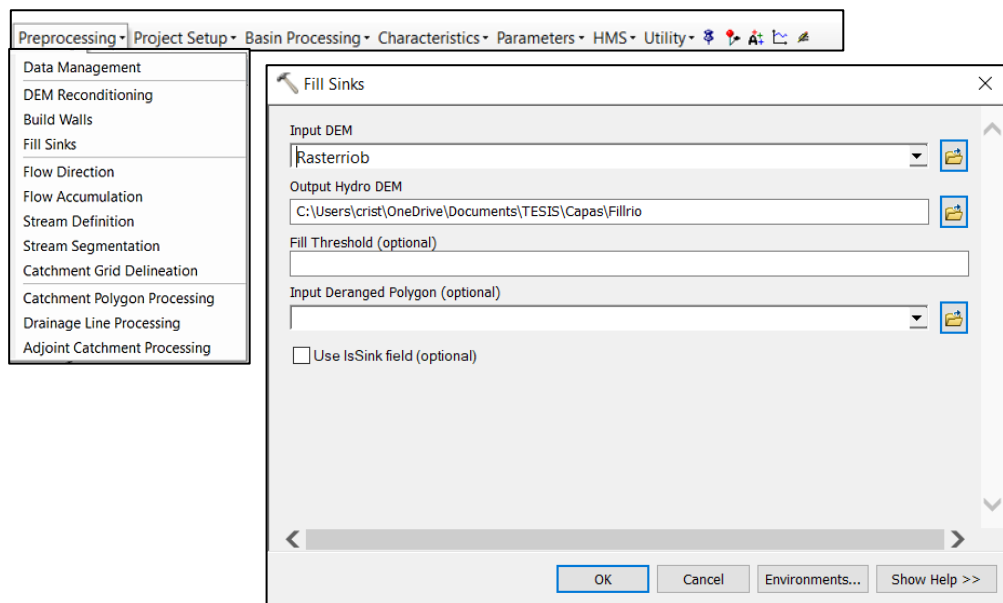 Preprocessing Project Setup Basin Processing Characteristics Parameters HMS Utility
Data Management
DEM Reconditioning
Build Walls
Fill Sinks
Flow Direction
Flow Accumulation
Stream Definition
Stream Segmentation
Catchment Grid Delineation
Catchment Polygon Processing
Drainage Line Processing
Adjoint Catchment Processing
Fill Sinks
Input DEM
Rasterriob
Output Hydro DEM
C:\Users\crist\OneDrive\Documents\TESIS\Capas\Fillrio
Fill Threshold (optional)
Input Deranged Polygon (optional)
Use IsSink field (optional)
OK Cancel Environments... Show Help >>